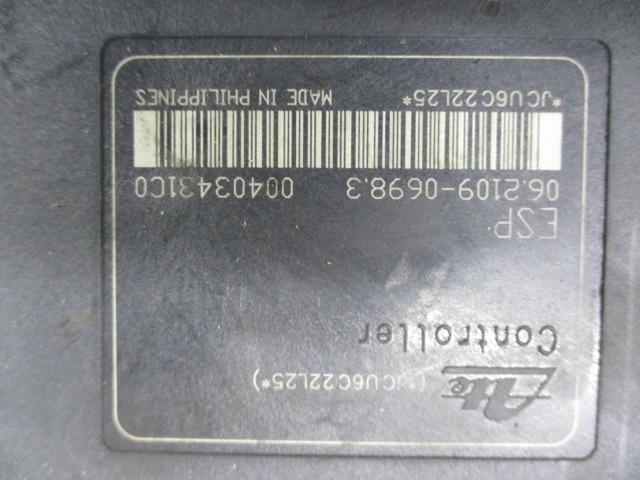 Ate (*JCU6C22L25*)
Controller
ESP
06.2109-0698.3 00403431C0
*JCU6C22L25* MADE IN PHILIPPINES